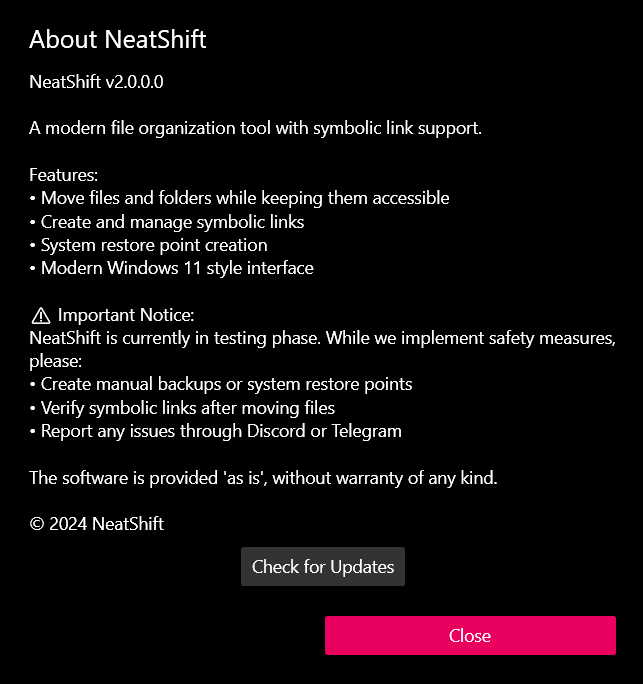 About NeatShift
NeatShift v2.0.0.0
A modern file organization tool with symbolic link support.
Features:
• Move files and folders while keeping them accessible
• Create and manage symbolic links
• System restore point creation
• Modern Windows 11 style interface
⚠ Important Notice:
NeatShift is currently in testing phase. While we implement safety measures,
please:
• Create manual backups or system restore points
• Verify symbolic links after moving files
• Report any issues through Discord or Telegram
The software is provided 'as is', without warranty of any kind.
© 2024 NeatShift
Check for Updates
Close